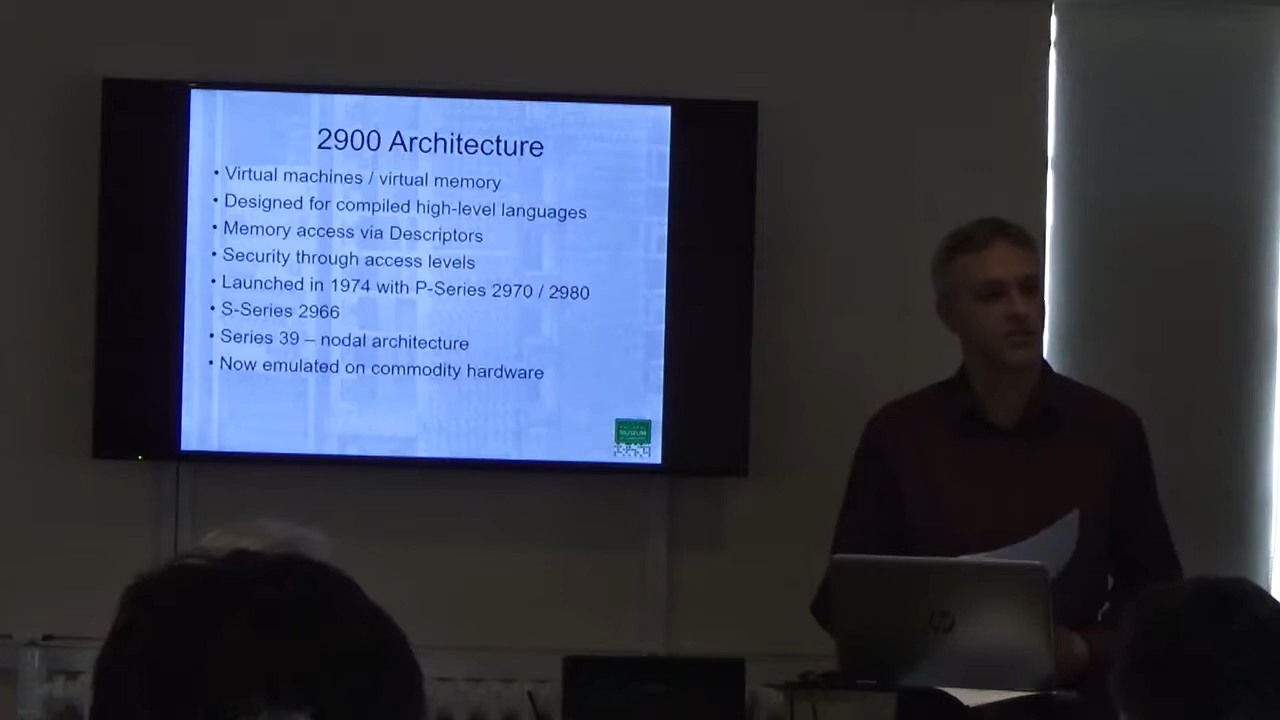 2900 Architecture
• Virtual machines / virtual memory
• Designed for compiled high-level languages
• Memory access via Descriptors
• Security through access levels
• Launched in 1974 with P-Series 2970 / 2980
• S-Series 2966
• Series 39 – nodal architecture
• Now emulated on commodity hardware
MUSEUM
hp